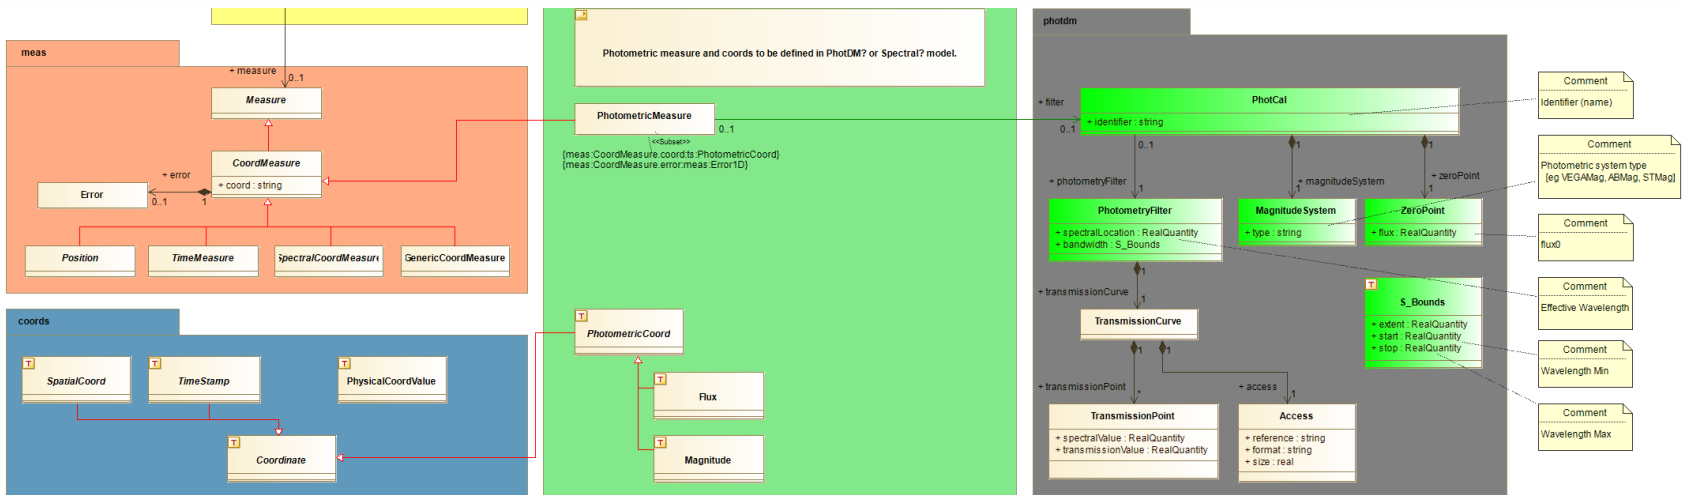 meas
+ measure
0..1
Measure
CoordMeasure
+ coord : string
+ error
0..1
1
Error
Position
TimeMeasure
SpectralCoordMeasure
GenericCoordMeasure
coords
T
SpatialCoord
T
TimeStamp
T
PhysicalCoordValue
T
Coordinate
Photometric measure and coords to be defined in PhotDM? or Spectral? model.
PhotometricMeasure
0..1
<<Subset>>
{meas:CoordMeasure.coord:ts:PhotometricCoord}
{meas:CoordMeasure.error:meas:Error1D}
T
PhotometricCoord
T
Flux
T
Magnitude
photdm
+ filter
0..1
PhotCal
+ identifier : string
0..1
1
1
+ photometryFilter
1
+ magnitudeSystem
1
+ zeroPoint
1
PhotometryFilter
+ spectralLocation : RealQuantity
+ bandwidth : S_Bounds
MagnitudeSystem
+ type : string
ZeroPoint
+ flux : RealQuantity
1
+ transmissionCurve
1
TransmissionCurve
1
1
+ transmissionPoint
*
+ access
1
TransmissionPoint
+ spectralValue : RealQuantity
+ transmissionValue : RealQuantity
Access
+ reference : string
+ format : string
+ size : real
T
S_Bounds
+ extent : RealQuantity
+ start : RealQuantity
+ stop : RealQuantity
Comment
Identifier (name)
Comment
Photometric system type
[eg VEGAMag, ABMag, STMag]
Comment
flux0
Comment
Effective Wavelength
Comment
Wavelength Min
Comment
Wavelength Max